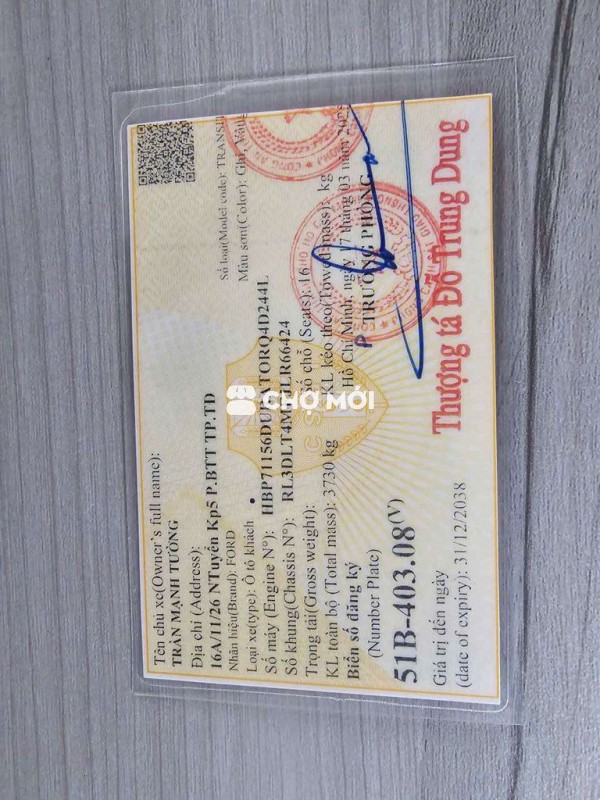 Tên chủ xe(Owner's full name):
TRẦN MẠNH TƯỜNG
Địa chỉ (Address):
16A/11/26 NTuyển Kp5 P.BTT TP.TĐ
Nhãn hiệu(Brand): FORD
Số loại(Model code): TRANSIT
Loại xe(type): Ô tô khách
Màu sơn(Color): Ghi, Vàng
Số máy (Engine N°):
Số khung(Chassis N°):
Trọng tải(Gross weight):
Số chỗ (Seats): 16
KL toàn bộ (Total mass): 3730 kg
KL kéo theo(Towed mass): kg
Biển số đăng ký
Hồ Chí Minh, ngày 17 tháng 03 năm
(Number Plate)
TRƯỞNG PHÒNG
51B-403.08(V)
Giá trị đến ngày
(date of expiry): 31/12/2038
Thượng tá Đỗ Trung Dung
CHỢ MỚI